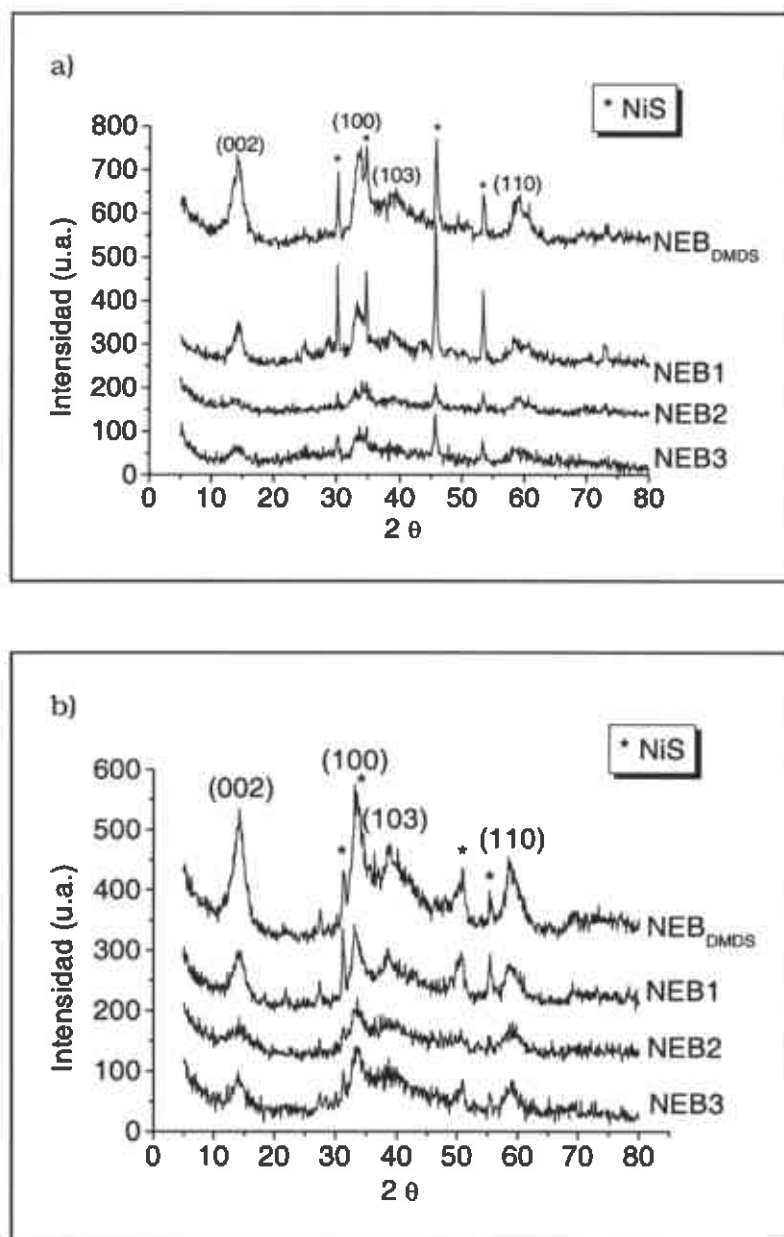 a)
* NiS
800
700
600
500
400
300
200
100
0
Intensidad (u.a.)
(002)
*
(100)
*
(103)
*
*
(110)
NEB_DMDS
NEB1
NEB2
NEB3
0 10 20 30 40 50 60 70 80
2 θ
b)
* NiS
600
500
400
300
200
100
0
Intensidad (u.a.)
(002)
*
(100)
*
(103)
*
*
(110)
NEB_DMDS
NEB1
NEB2
NEB3
0 10 20 30 40 50 60 70 80
2 θ